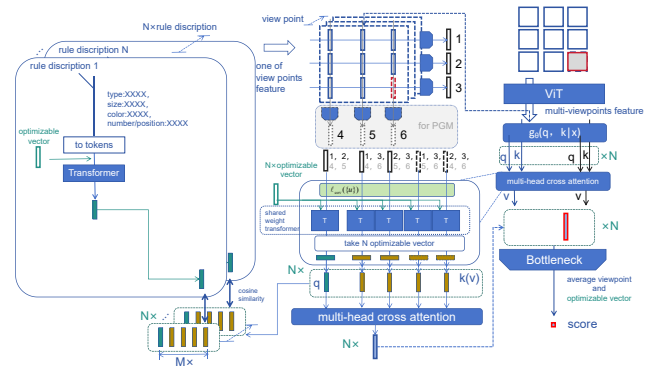 N×rule discription
rule discription N
rule discription 1
type:XXXX,
size:XXXX,
color:XXXX,
number/position:XXXX
optimizable
vector
to tokens
Transformer
cosine
similarity
N×
M×
view point
one of
view points
feature
1
2
3
4
5
6
for PGM
1, 2,
4, 5
1, 3,
4, 6
2, 3,
5, 6
1, 3,
4, 6
N×optimizable
vector
shared
weight
transformer
T
T
T
T
T
take N optimizable vector
N×
q
k(v)
multi-head cross attention
N×
ViT
multi-viewpoints feature
q
k
q
k
×N
multi-head cross attention
v
v
×N
Bottleneck
average viewpoint
and
optimizable vector
score